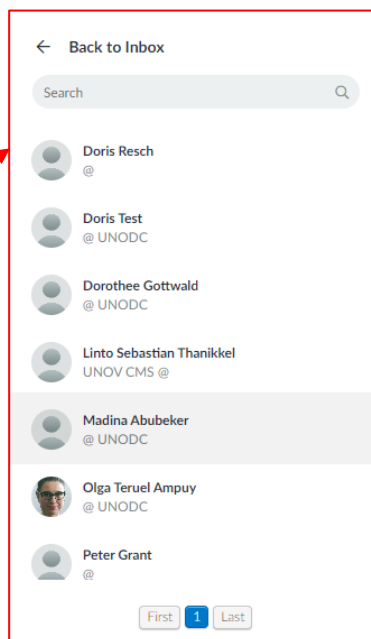 Back to Inbox
Search
Doris Resch
@
Doris Test
@ UNODC
Dorothee Gottwald
@ UNODC
Linto Sebastian Thanikkel
UNOV CMS @
Madina Abubeker
@ UNODC
Olga Teruel Ampuy
@ UNODC
Peter Grant
@
First 1 Last